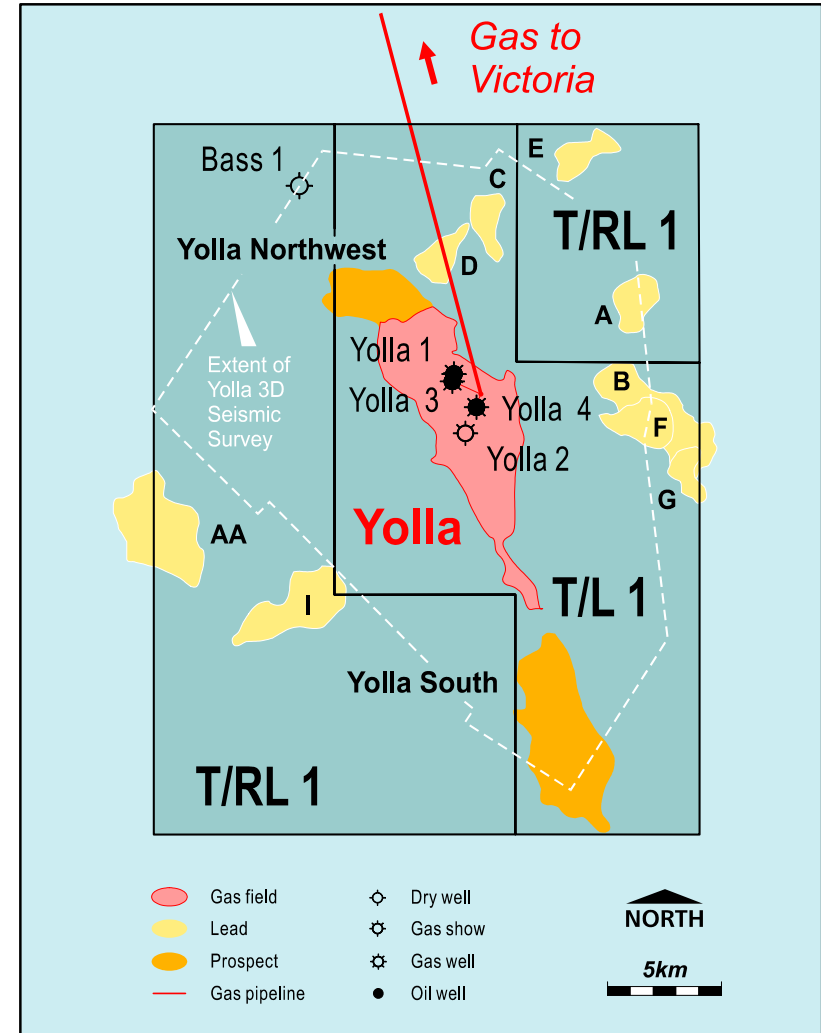 Gas to
Victoria
E
Bass 1
C
T/RL 1
Yolla Northwest
D
A
Yolla 1
Extent of
Yolla 3D
Seismic
Survey
B
Yolla 3
Yolla 4
F
Yolla 2
G
Yolla
AA
I
T/L 1
Yolla South
T/RL 1
Gas field
Dry well
Lead
Gas show
NORTH
Prospect
Gas well
5km
Gas pipeline
Oil well